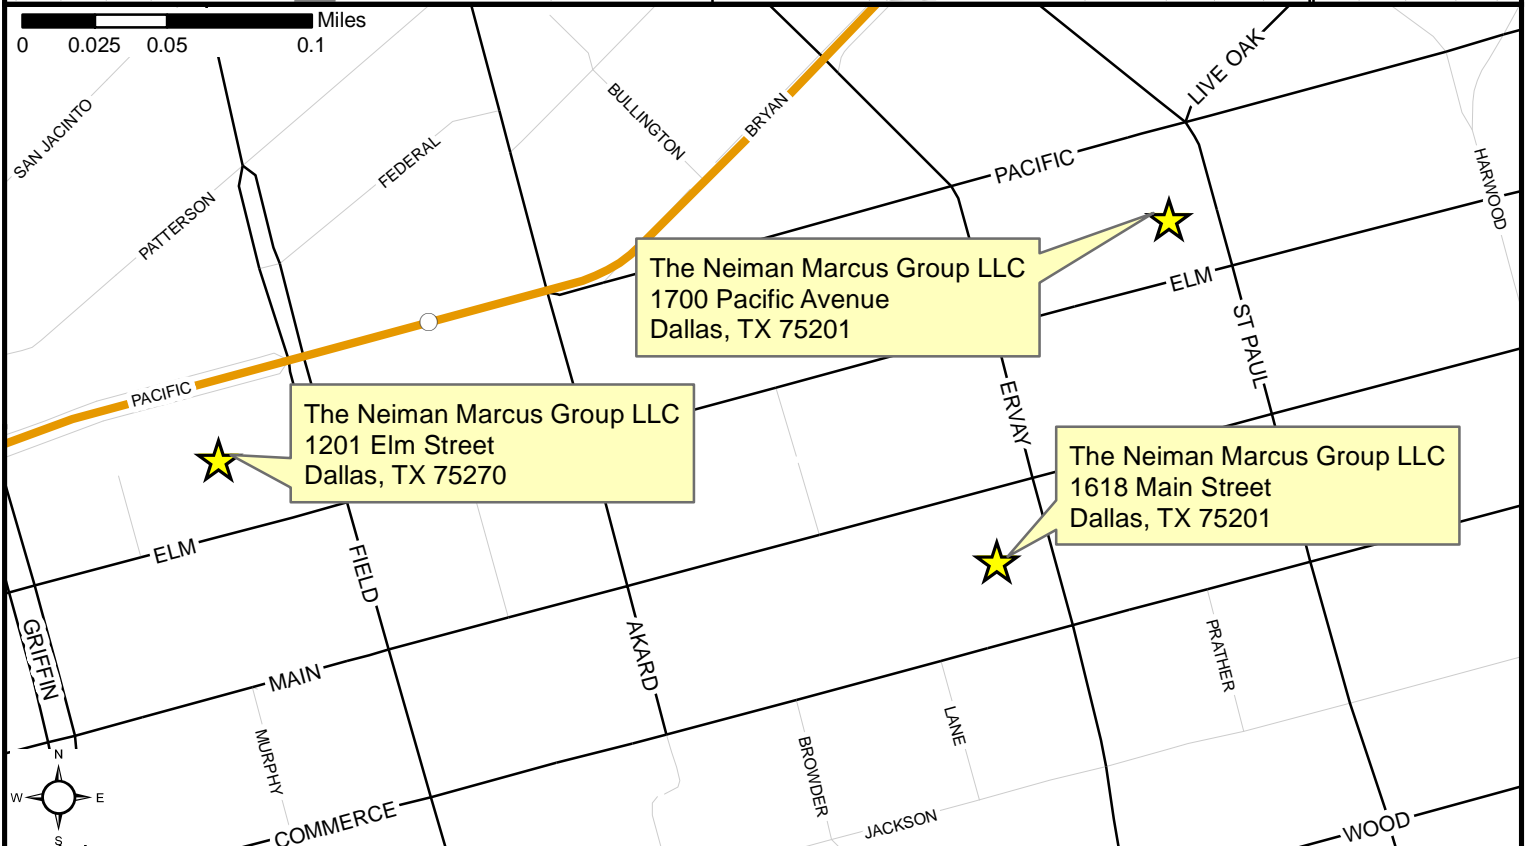 Miles
0 0.025 0.05 0.1
LIVE OAK
SAN JACINTO
BULLINGTON
BRYAN
FEDERAL
PACIFIC
HARWOOD
PATTERSON
The Neiman Marcus Group LLC
1700 Pacific Avenue
Dallas, TX 75201
ELM
ST PAUL
PACIFIC
The Neiman Marcus Group LLC
1201 Elm Street
Dallas, TX 75270
ERVAY
The Neiman Marcus Group LLC
1618 Main Street
Dallas, TX 75201
ELM
FIELD
GRIFFIN
AKARD
PRATHER
MAIN
LANE
MURPHY
BROWDER
N
W E
S
COMMERCE
JACKSON
WOOD